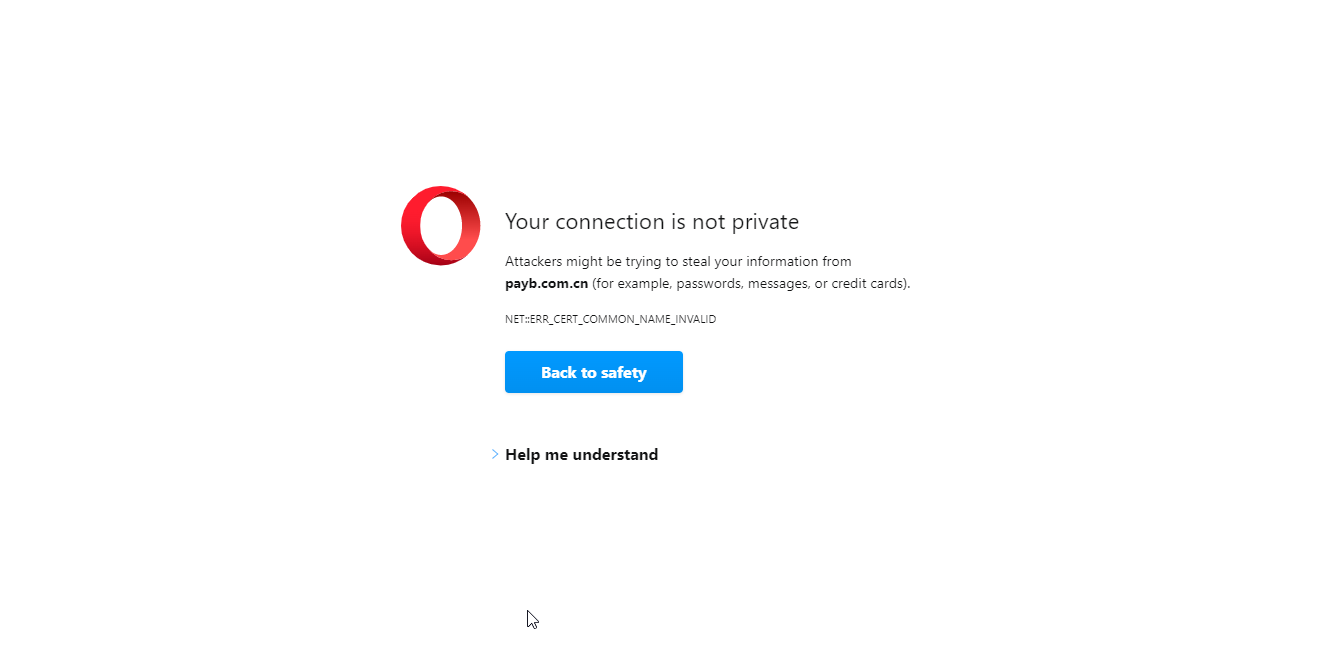 Your connection is not private
Attackers might be trying to steal your information from
payb.com.cn (for example, passwords, messages, or credit cards).
NET::ERR_CERT_COMMON_NAME_INVALID
Back to safety
Help me understand